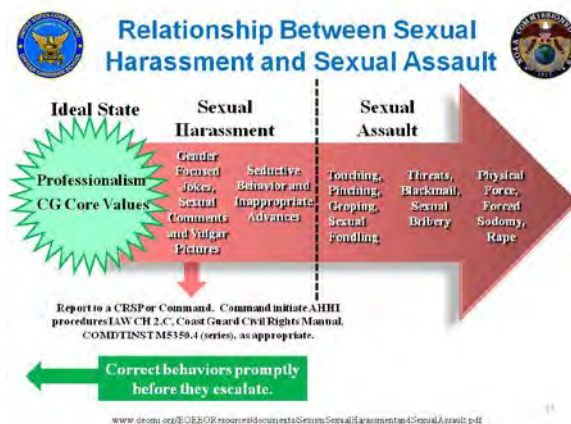 Relationship Between Sexual
Harassment and Sexual Assault
Ideal State
Sexual
Harassment
Sexual
Assault
Professionalism
CG Core Values
Gender
Focused
Jokes,
Sexual
Comments
and Vulgar
Pictures
Seductive
Behavior and
Inappropriate
Advances
Touching,
Pinching,
Groping,
Sexual
Fondling
Threats,
Blackmail,
Sexual
Bribery
Physical
Force,
Forced
Sodomy,
Rape
Report to a CRSP or Command. Command initiate AHHI
procedures IAW CH 2.C, Coast Guard Civil Rights Manual,
COMDTINST M5350.4 (series), as appropriate.
Correct behaviors promptly
before they escalate.